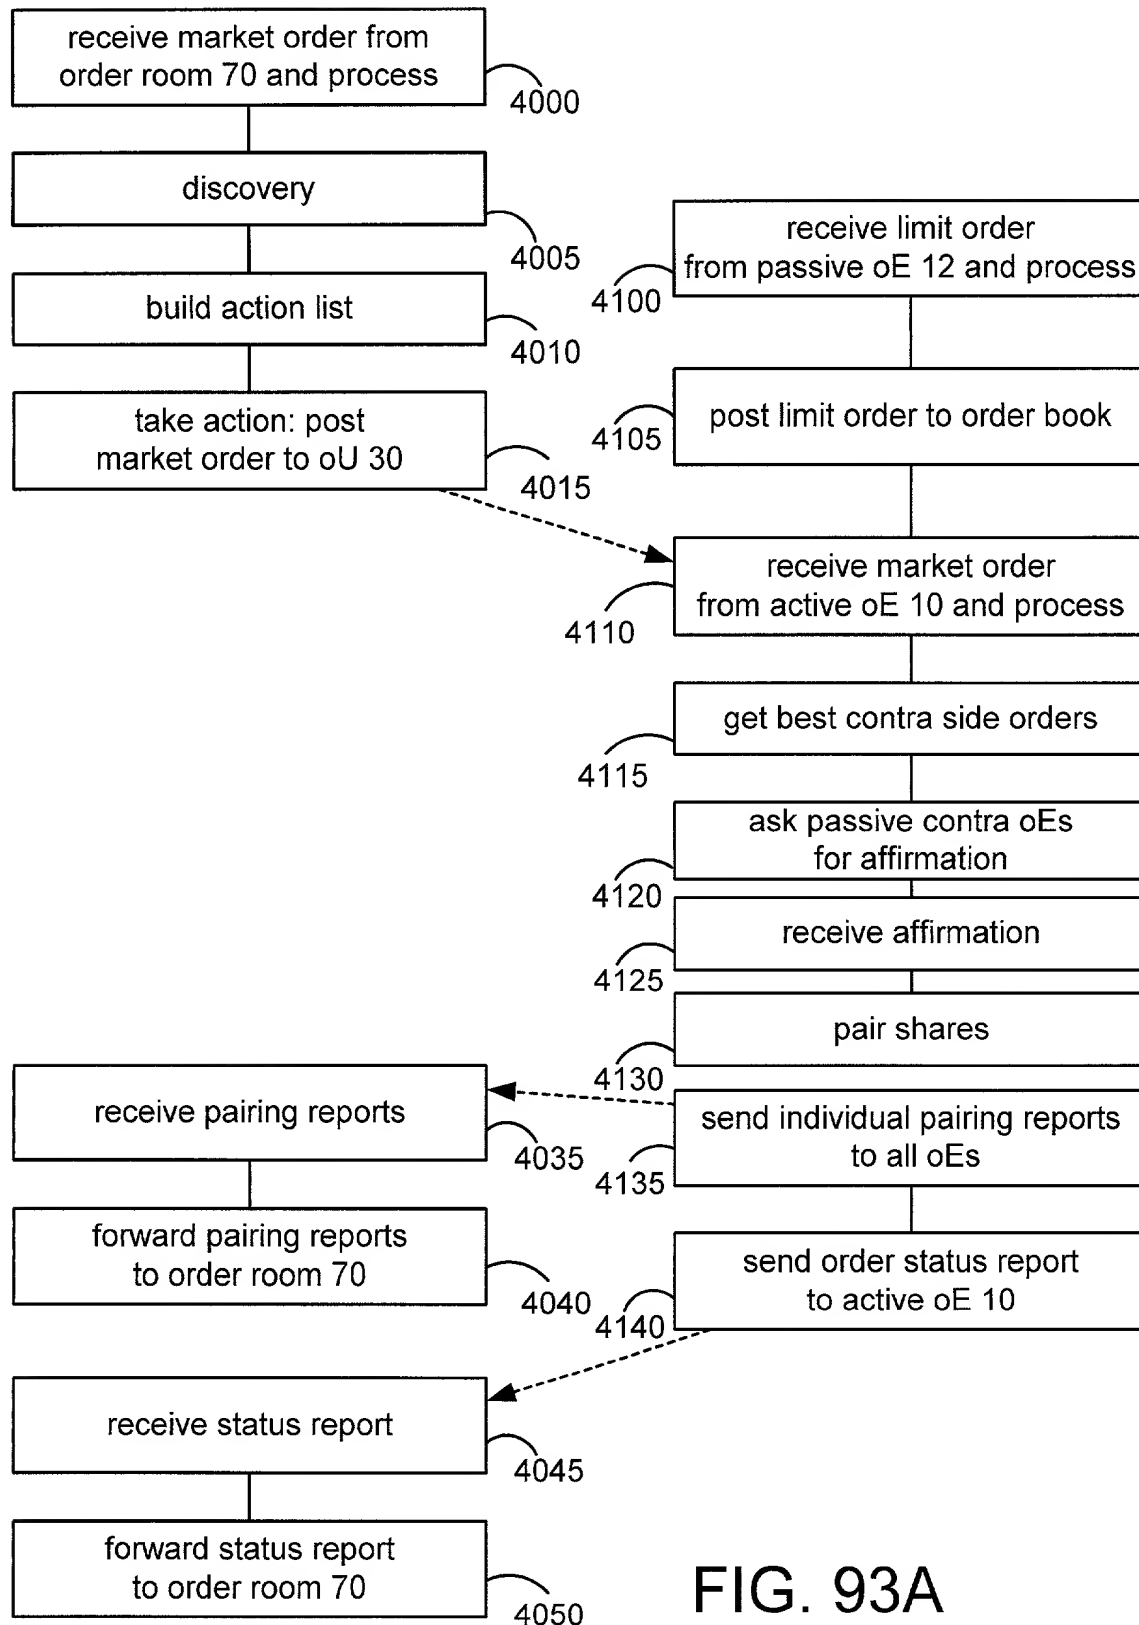 receive market order from
order room 70 and process
4000
discovery
4005
build action list
4010
take action: post
market order to oU 30
4015
receive limit order
from passive oE 12 and process
4100
post limit order to order book
4105
receive market order
from active oE 10 and process
4110
get best contra side orders
4115
ask passive contra oEs
for affirmation
4120
receive affirmation
4125
pair shares
4130
send individual pairing reports
to all oEs
4135
receive pairing reports
4035
forward pairing reports
to order room 70
4040
send order status report
to active oE 10
4140
receive status report
4045
forward status report
to order room 70
4050
FIG. 93A